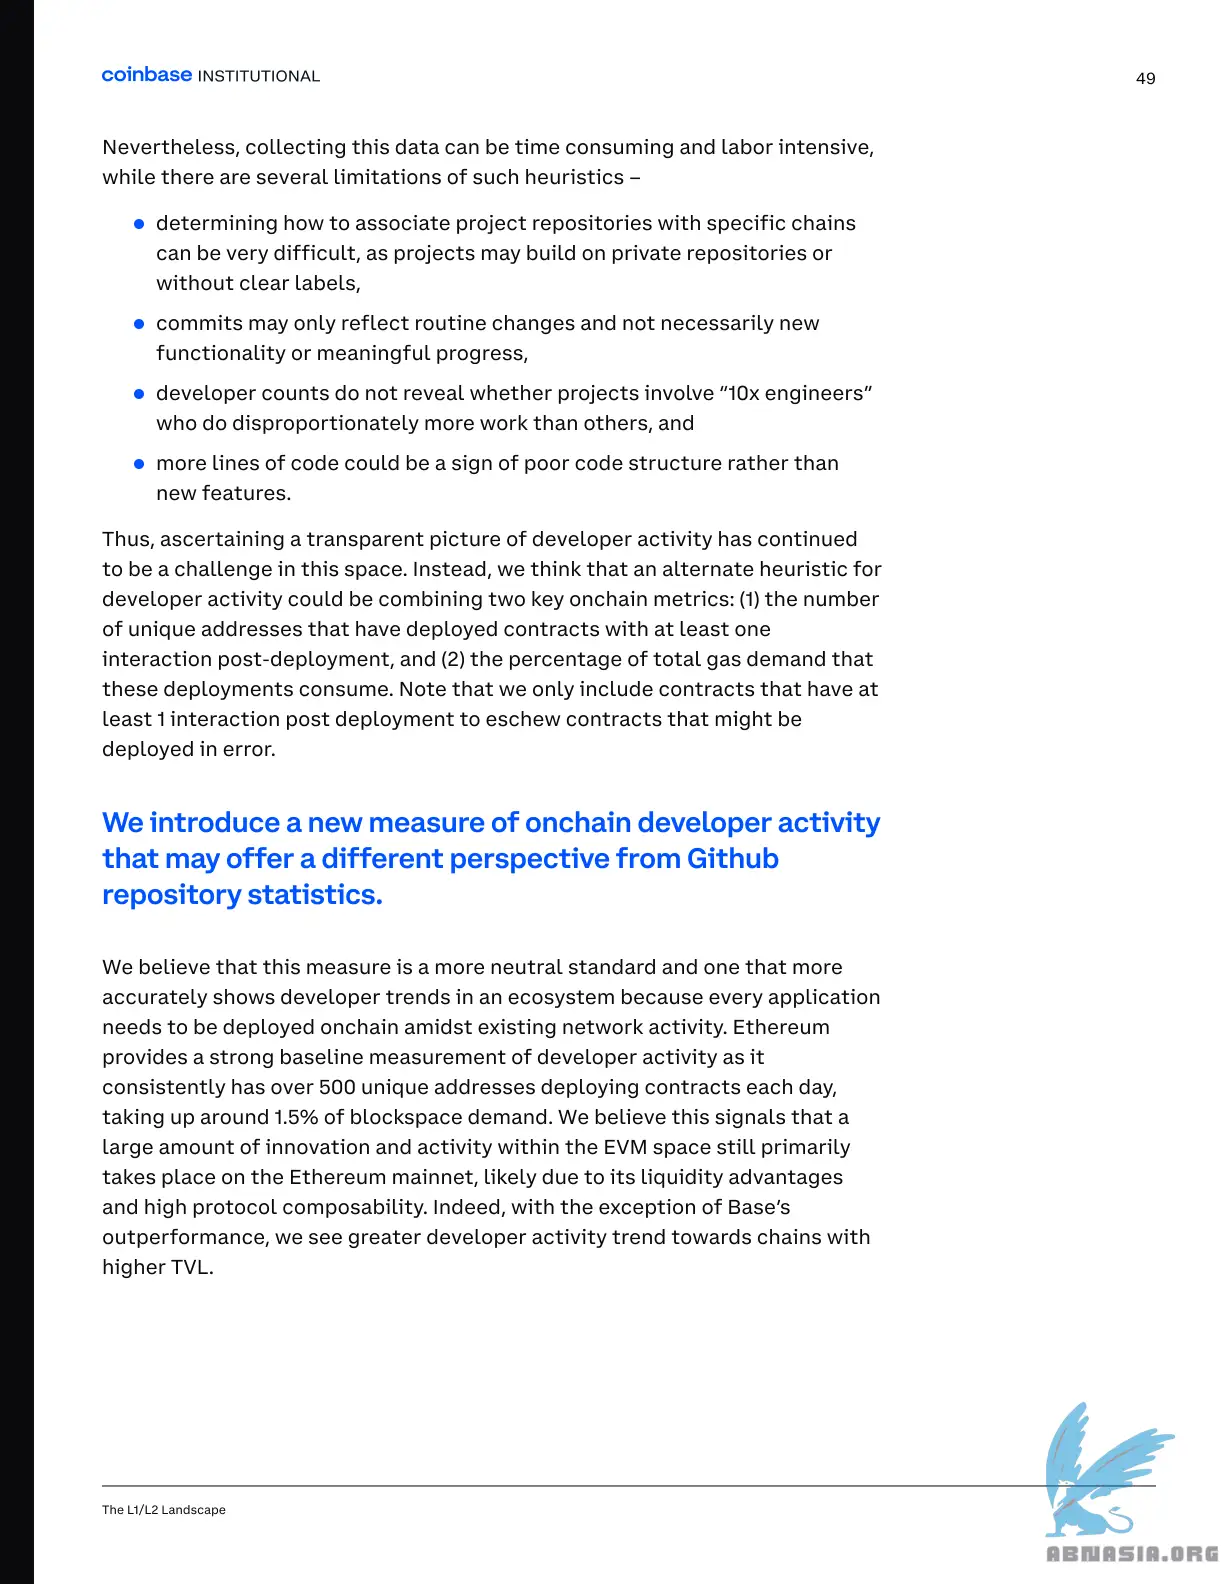 coinbase INSTITUTIONAL
49
Nevertheless, collecting this data can be time consuming and labor intensive,
while there are several limitations of such heuristics –
● determining how to associate project repositories with specific chains
can be very difficult, as projects may build on private repositories or
without clear labels,
● commits may only reflect routine changes and not necessarily new
functionality or meaningful progress,
● developer counts do not reveal whether projects involve “10x engineers”
who do disproportionately more work than others, and
● more lines of code could be a sign of poor code structure rather than
new features.
Thus, ascertaining a transparent picture of developer activity has continued
to be a challenge in this space. Instead, we think that an alternate heuristic for
developer activity could be combining two key onchain metrics: (1) the number
of unique addresses that have deployed contracts with at least one
interaction post-deployment, and (2) the percentage of total gas demand that
these deployments consume. Note that we only include contracts that have at
least 1 interaction post deployment to eschew contracts that might be
deployed in error.
We introduce a new measure of onchain developer activity
that may offer a different perspective from Github
repository statistics.
We believe that this measure is a more neutral standard and one that more
accurately shows developer trends in an ecosystem because every application
needs to be deployed onchain amidst existing network activity. Ethereum
provides a strong baseline measurement of developer activity as it
consistently has over 500 unique addresses deploying contracts each day,
taking up around 1.5% of blockspace demand. We believe this signals that a
large amount of innovation and activity within the EVM space still primarily
takes place on the Ethereum mainnet, likely due to its liquidity advantages
and high protocol composability. Indeed, with the exception of Base’s
outperformance, we see greater developer activity trend towards chains with
higher TVL.
The L1/L2 Landscape
ABNASIA.ORG